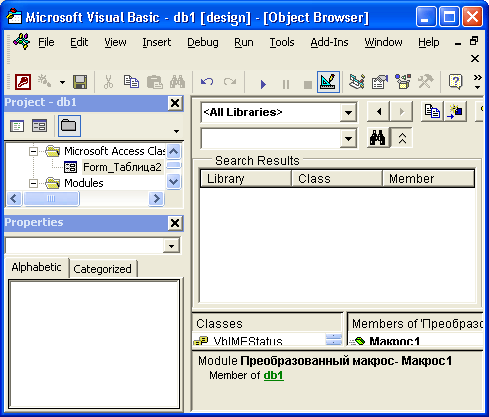 Microsoft Visual Basic - db1 [design] - [Object Browser]
File Edit View Insert Debug
Run Tools Add-Ins Window Help
Project - db1
<All Libraries>
Microsoft Access Clas
Form_Таблица2
Modules
Search Results
Library Class Member
Properties
Alphabetic Categorized
Classes
VbIMEStatus
Members of 'Преобразо
Макрос1
Module Преобразованный макрос- Макрос1
Member of db1